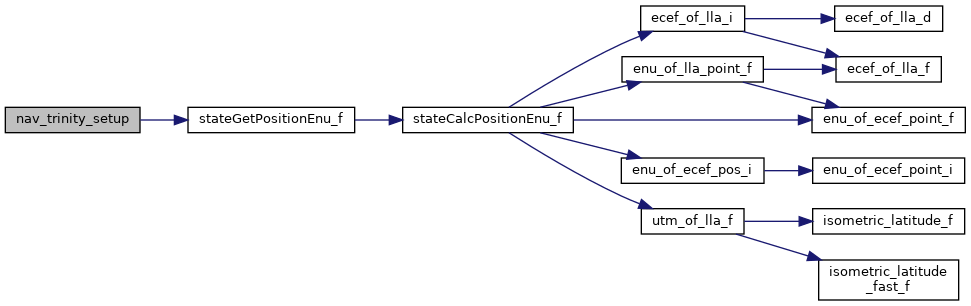 nav_trinity_setup
stateGetPositionEnu_f
stateCalcPositionEnu_f
ecef_of_lla_i
ecef_of_lla_d
enu_of_lla_point_f
ecef_of_lla_f
enu_of_ecef_point_f
enu_of_ecef_pos_i
enu_of_ecef_point_i
utm_of_lla_f
isometric_latitude_f
isometric_latitude
_fast_f